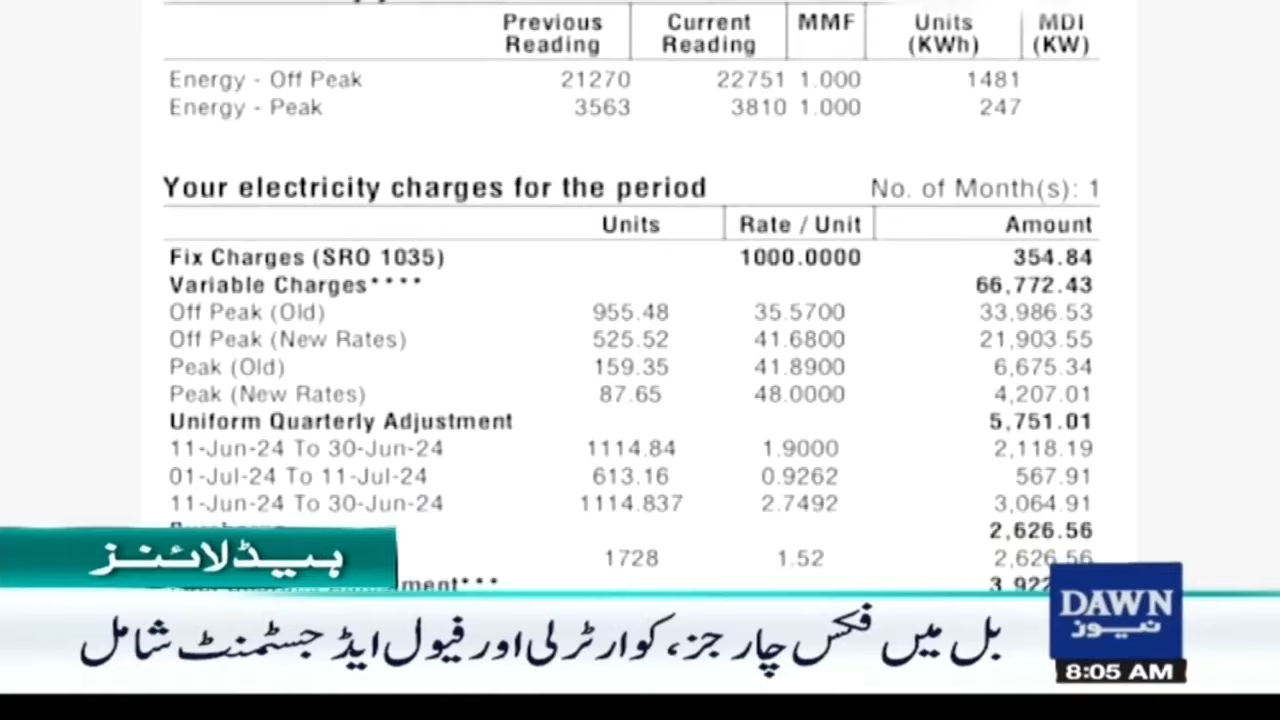 Previous Reading Current Reading MMF Units (KWh) MDI (KW)
Energy - Off Peak 21270 22751 1.000 1481
Energy - Peak 3563 3810 1.000 247
Your electricity charges for the period No. of Month(s): 1
Units Rate / Unit Amount
Fix Charges (SRO 1035) 1000.0000 354.84
Variable Charges**** 66,772.43
Off Peak (Old) 955.48 35.5700 33,986.53
Off Peak (New Rates) 525.52 41.6800 21,903.55
Peak (Old) 159.35 41.8900 6,675.34
Peak (New Rates) 87.65 48.0000 4,207.01
Uniform Quarterly Adjustment 5,751.01
11-Jun-24 To 30-Jun-24 1114.84 1.9000 2,118.19
01-Jul-24 To 11-Jul-24 613.16 0.9262 567.91
11-Jun-24 To 30-Jun-24 1114.837 2.7492 3,064.91
2,626.56
1728 1.52 2,626.56
ہیڈلائنز
بل میں فکس چارجز، کوارٹرلی اور فیول ایڈجسٹمنٹ شامل
DAWN
نیوز
8:05 AM